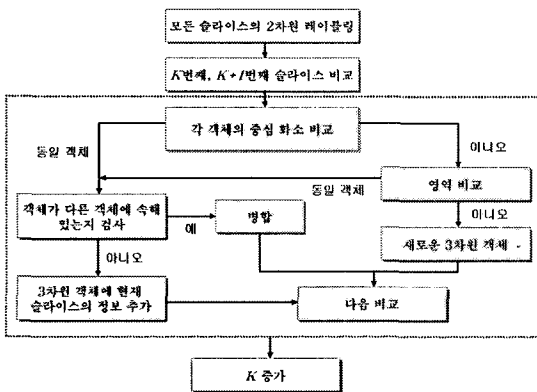 모든 슬라이스의 2차원 레이블링
K번째, K+1번째 슬라이스 비교
각 객체의 중심 화소 비교
동일 객체
아니오
영역 비교
동일 객체
객체가 다른 객체에 속해
있는지 검사
예
병합
아니오
새로운 3차원 객체
아니오
3차원 객체에 현재
슬라이스의 정보 추가
다음 비교
K 증가